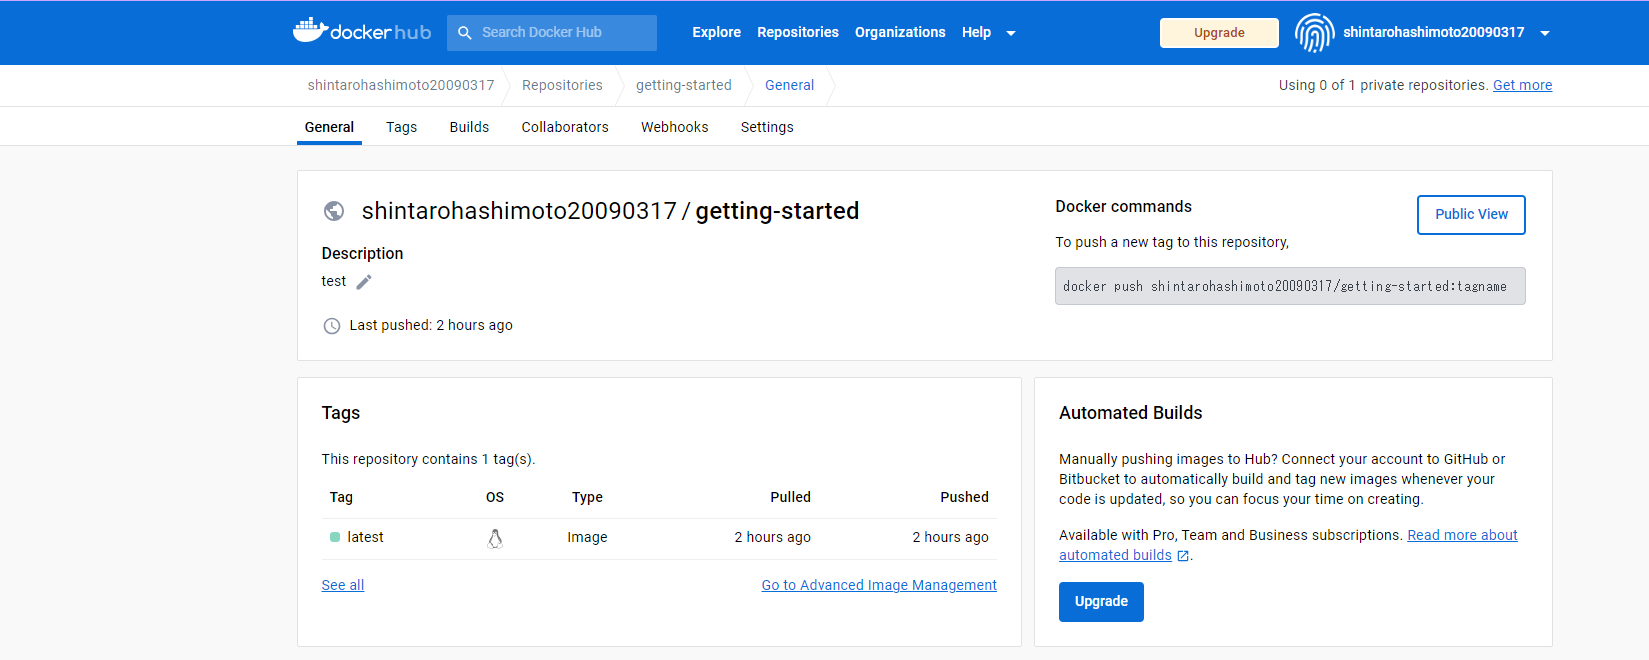 docker hub
Search Docker Hub
Explore Repositories Organizations Help
Upgrade
shintarohashimoto20090317
shintarohashimoto20090317 Repositories getting-started General
Using 0 of 1 private repositories. Get more
General Tags Builds Collaborators Webhooks Settings
shintarohashimoto20090317 / getting-started
Description
test
Last pushed: 2 hours ago
Docker commands
Public View
To push a new tag to this repository,
docker push shintarohashimoto20090317/getting-started:tagname
Tags
This repository contains 1 tag(s).
Tag OS Type Pulled Pushed
latest Image 2 hours ago 2 hours ago
See all
Go to Advanced Image Management
Automated Builds
Manually pushing images to Hub? Connect your account to GitHub or
Bitbucket to automatically build and tag new images whenever your
code is updated, so you can focus your time on creating.
Available with Pro, Team and Business subscriptions. Read more about
automated builds .
Upgrade